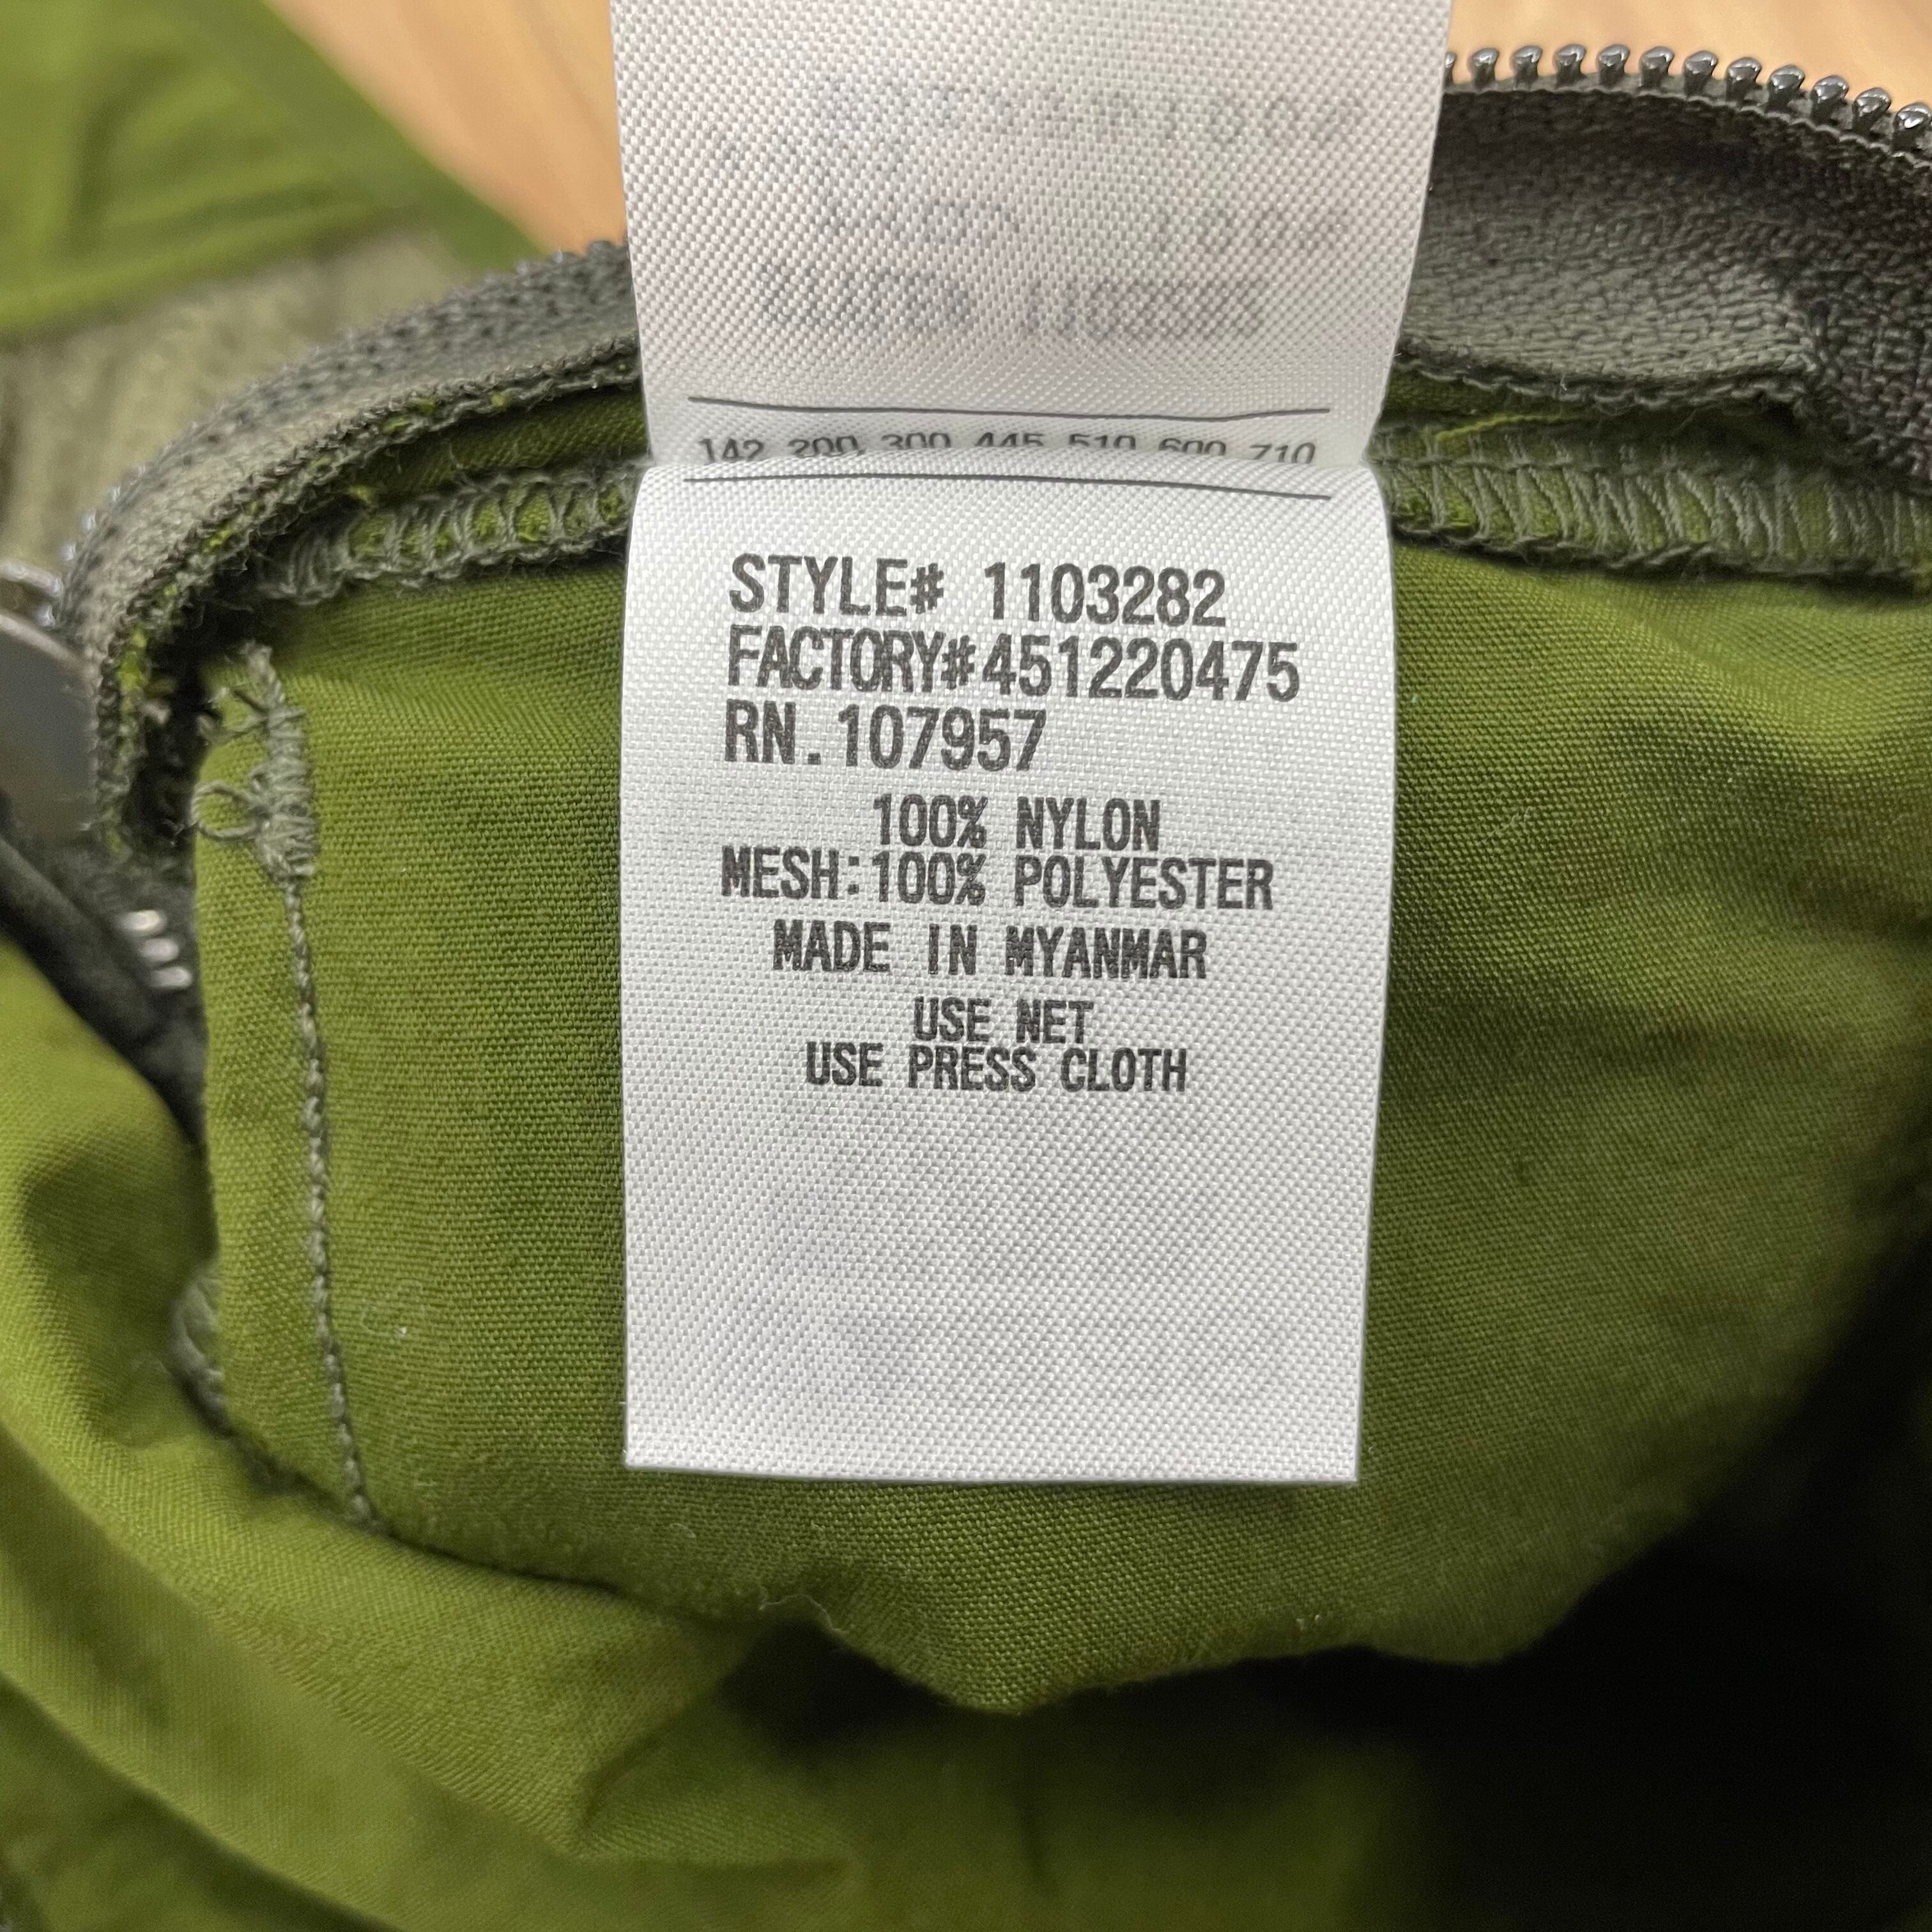 142 200 300 445 510 600 710
STYLE# 1103282
FACTORY#451220475
RN.107957
100% NYLON
MESH:100% POLYESTER
MADE IN MYANMAR
USE NET
USE PRESS CLOTH